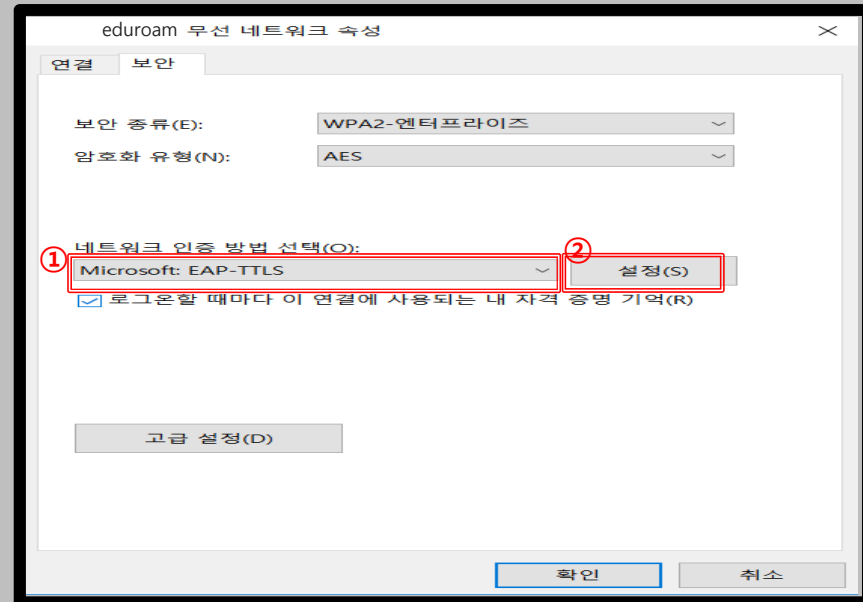 eduroam 무선 네트워크 속성
연결 보안
보안 종류(E): WPA2-엔터프라이즈
암호화 유형(N): AES
네트워크 인증 방법 선택(O):
① Microsoft: EAP-TTLS ② 설정(S)
로그온할 때마다 이 연결에 사용되는 내 자격 증명 기억(R)
고급 설정(D)
확인 취소